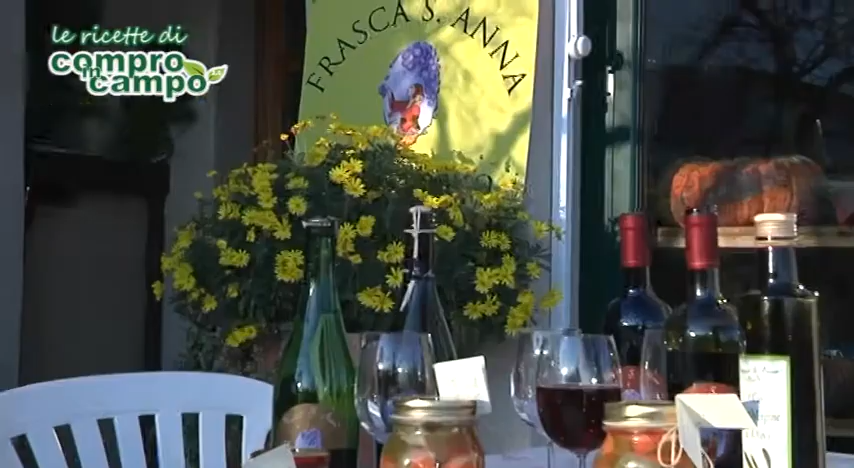 le ricette di
compro
in
CAMPO
FRASCA S. ANNA